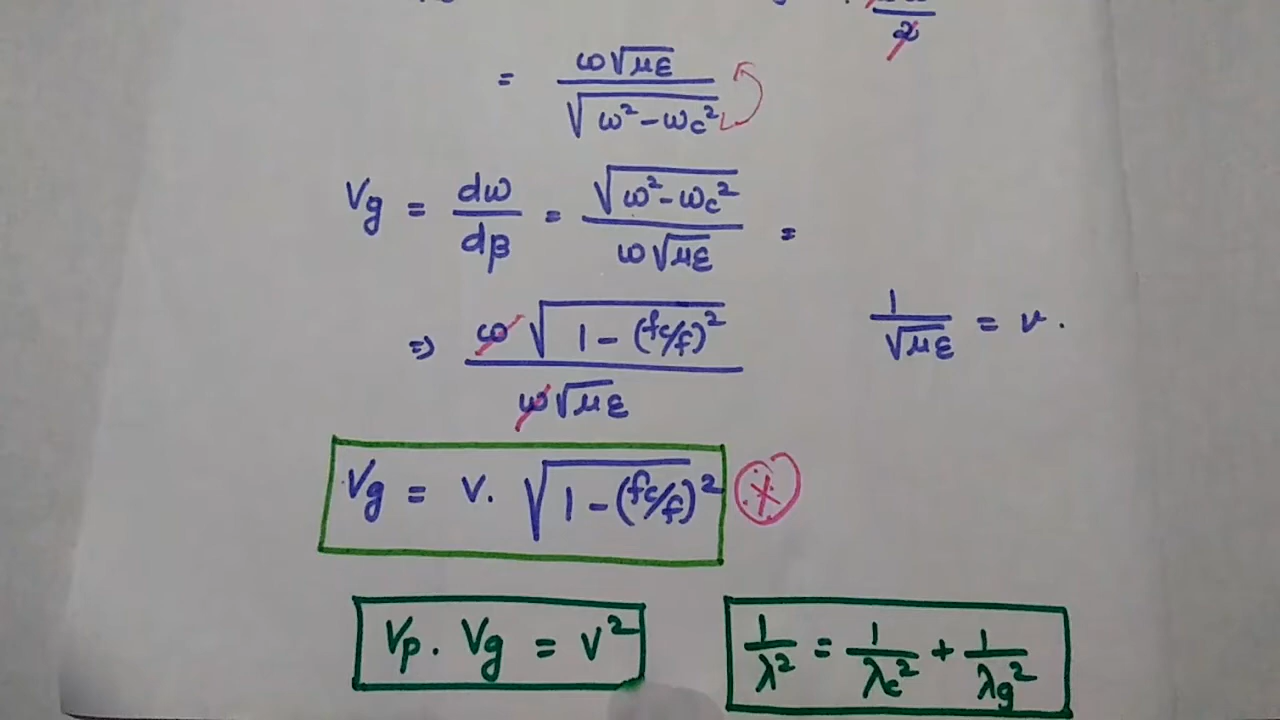 2
= ω√με / √ω²-ωc²
Vg = dω/dβ = √ω²-ωc² / ω√με =
⇒ ω√1-(fc/f)² / ω√με 1/√με = v.
Vg = v. √1-(fc/f)²
Vp. Vg = v² 1/λ² = 1/λc² + 1/λg²